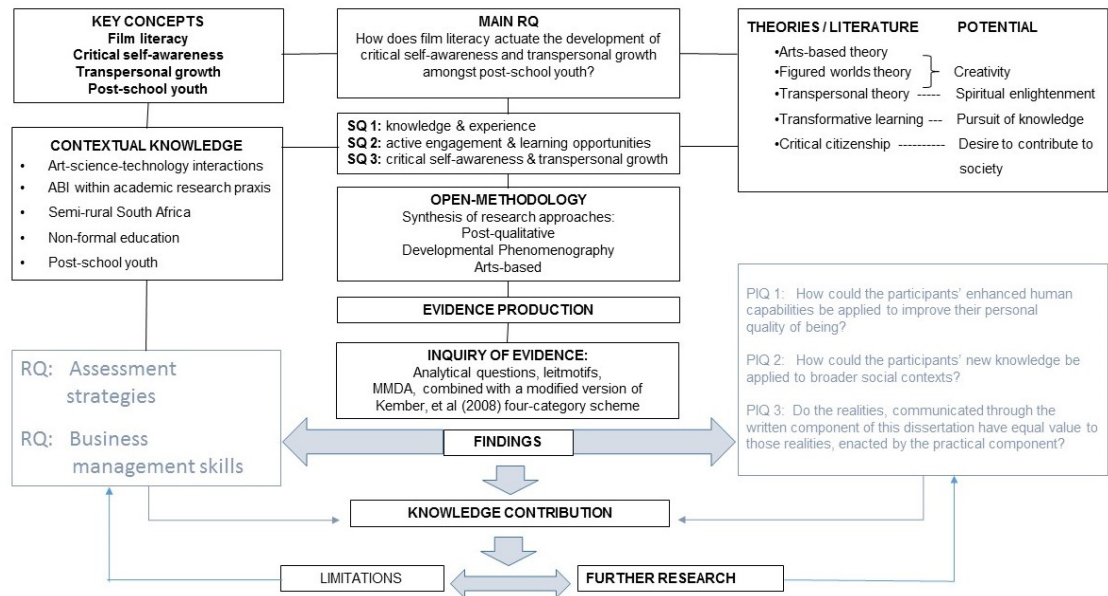 KEY CONCEPTS
Film literacy
Critical self-awareness
Transpersonal growth
Post-school youth
MAIN RQ
How does film literacy actuate the development of
critical self-awareness and transpersonal growth
amongst post-school youth?
THEORIES / LITERATURE POTENTIAL
•Arts-based theory
•Figured worlds theory Creativity
•Transpersonal theory ----- Spiritual enlightenment
•Transformative learning --- Pursuit of knowledge
•Critical citizenship ---------- Desire to contribute to
society
CONTEXTUAL KNOWLEDGE
• Art-science-technology interactions
• ABI within academic research praxis
• Semi-rural South Africa
• Non-formal education
• Post-school youth
SQ 1: knowledge & experience
SQ 2: active engagement & learning opportunities
SQ 3: critical self-awareness & transpersonal growth
OPEN-METHODOLOGY
Synthesis of research approaches:
Post-qualitative
Developmental Phenomenography
Arts-based
EVIDENCE PRODUCTION
INQUIRY OF EVIDENCE:
Analytical questions, leitmotifs,
MMDA, combined with a modified version of
Kember, et al (2008) four-category scheme
RQ: Assessment
strategies
RQ: Business
management skills
FINDINGS
PIQ 1: How could the participants' enhanced human
capabilities be applied to improve their personal
quality of being?
PIQ 2: How could the participants' new knowledge be
applied to broader social contexts?
PIQ 3: Do the realities, communicated through the
written component of this dissertation have equal value to
those realities, enacted by the practical component?
KNOWLEDGE CONTRIBUTION
LIMITATIONS
FURTHER RESEARCH